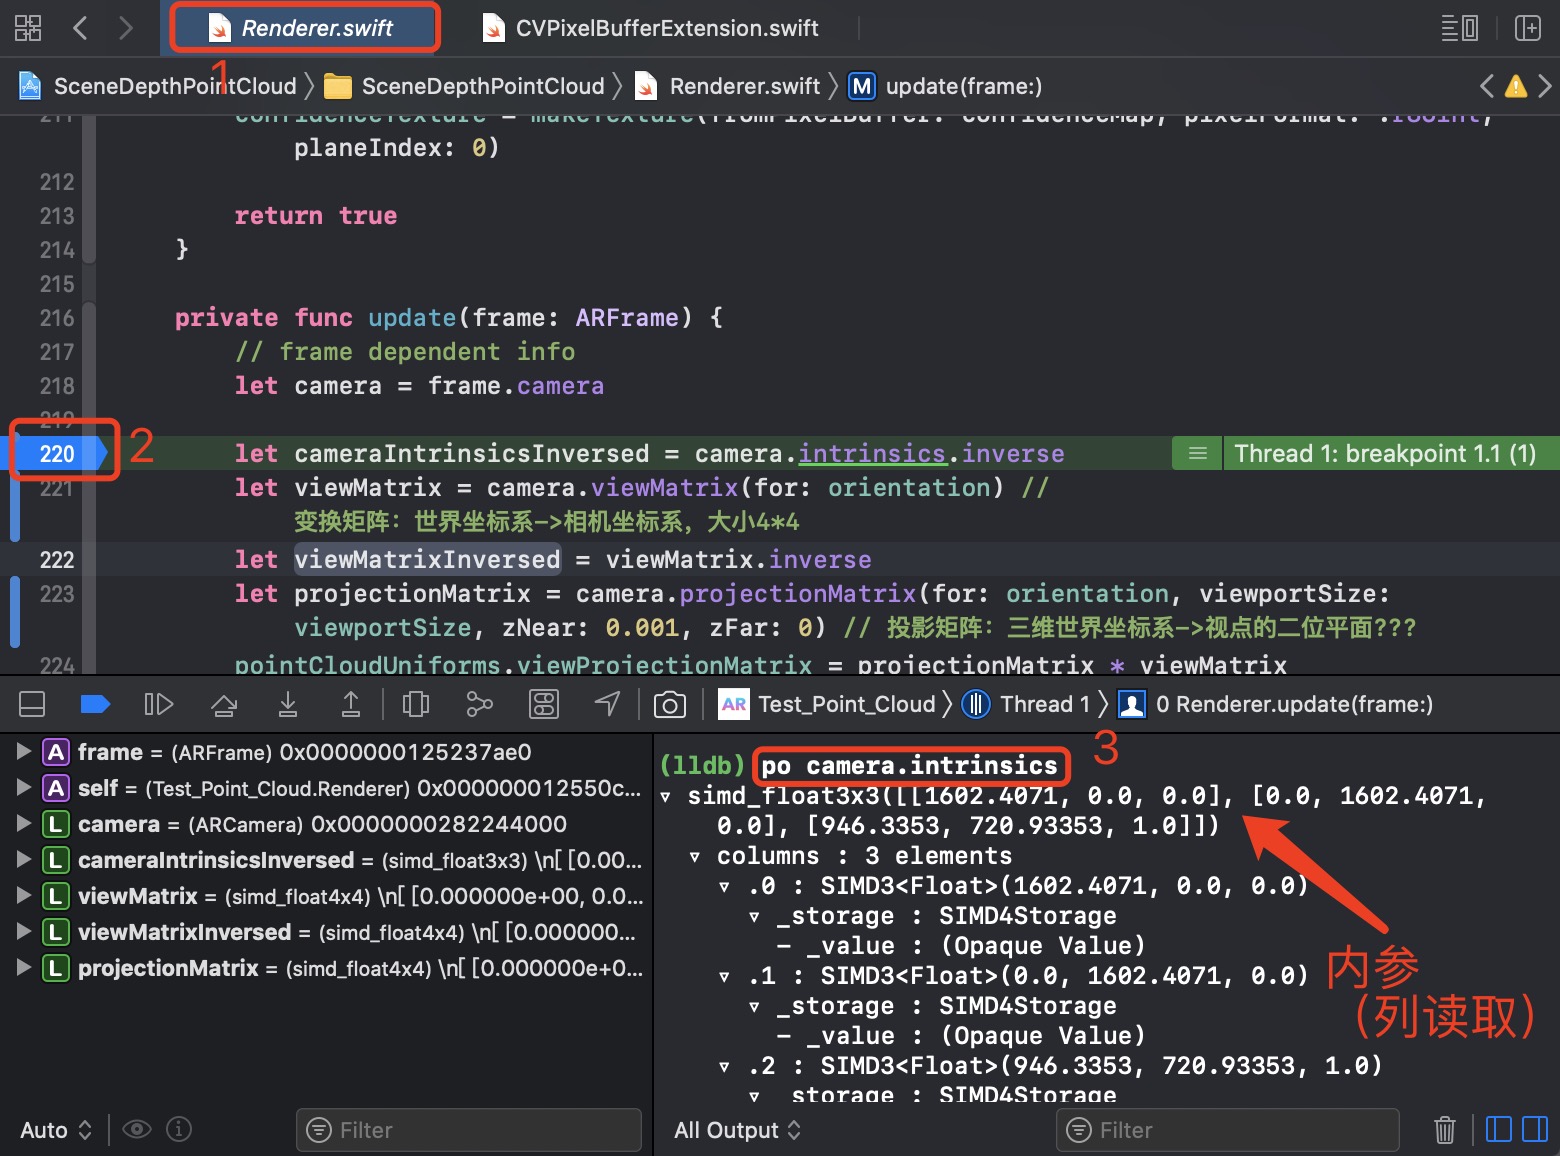 Renderer.swift
CVPixelBufferExtension.swift
1
SceneDepthPointCloud
SceneDepthPointCloud
Renderer.swift
M
update(frame:)
211
confidenceTexture = makeTexture(fromPixelBuffer: confidenceMap, pixelFormat: .r8Uint,
planeIndex: 0)
212
213 return true
214 }
215
216 private func update(frame: ARFrame) {
217 // frame dependent info
218 let camera = frame.camera
219
220 2 let cameraIntrinsicsInversed = camera.intrinsics.inverse Thread 1: breakpoint 1.1 (1)
221 let viewMatrix = camera.viewMatrix(for: orientation) //
变换矩阵：世界坐标系->相机坐标系，大小4*4
222 let viewMatrixInversed = viewMatrix.inverse
223 let projectionMatrix = camera.projectionMatrix(for: orientation, viewportSize:
viewportSize, zNear: 0.001, zFar: 0) // 投影矩阵：三维世界坐标系->视点的二位平面???
224 pointCloudUniforms.viewProjectionMatrix = projectionMatrix * viewMatrix
AR Test_Point_Cloud Thread 1 0 Renderer.update(frame:)
A frame = (ARFrame) 0x0000000125237ae0
A self = (Test_Point_Cloud.Renderer) 0x000000012550c...
L camera = (ARCamera) 0x0000000282244000
L cameraIntrinsicsInversed = (simd_float3x3) \n[ [0.00...
L viewMatrix = (simd_float4x4) \n[ [0.000000e+00, 0.0...
L viewMatrixInversed = (simd_float4x4) \n[ [0.000000...
L projectionMatrix = (simd_float4x4) \n[ [0.000000e+0...
(lldb) po camera.intrinsics 3
simd_float3x3([[1602.4071, 0.0, 0.0], [0.0, 1602.4071,
0.0], [946.3353, 720.93353, 1.0]])
columns : 3 elements
.0 : SIMD3<Float>(1602.4071, 0.0, 0.0)
_storage : SIMD4Storage
- _value : (Opaque Value)
.1 : SIMD3<Float>(0.0, 1602.4071, 0.0)
_storage : SIMD4Storage
- _value : (Opaque Value)
.2 : SIMD3<Float>(946.3353, 720.93353, 1.0)
_storage : SIMD4Storage
内参
（列读取）
Auto
Filter
All Output
Filter